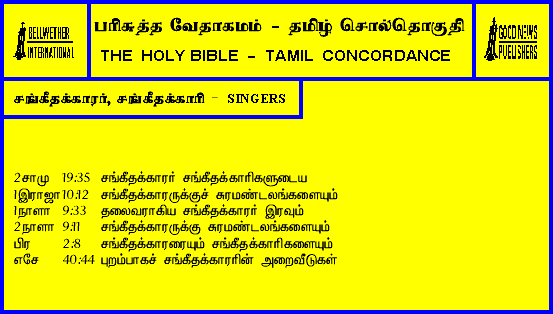 BELLWETHER
INTERNATIONAL
பரிசுத்த வேதாகமம் - தமிழ் சொல்தொகுதி
THE HOLY BIBLE - TAMIL CONCORDANCE
GOOD NEWS
PUBLISHERS
சங்கீதக்காரர், சங்கீதக்காரி - SINGERS
2சாமு 19:35 சங்கீதக்காரர் சங்கீதக்காரிகளுடைய
1இராஜா 10:12 சங்கீதக்காரருக்குச் சுரமண்டலங்களையும்
1நாளா 9:33 தலைவராகிய சங்கீதக்காரர் இரவும்
2நாளா 9:11 சங்கீதக்காரருக்கு சுரமண்டலங்களையும்
பிர 2:8 சங்கீதக்காரரையும் சங்கீதக்காரிகளையும்
எசே 40:44 புறம்பாகச் சங்கீதக்காரரின் அறைவீடுகள்